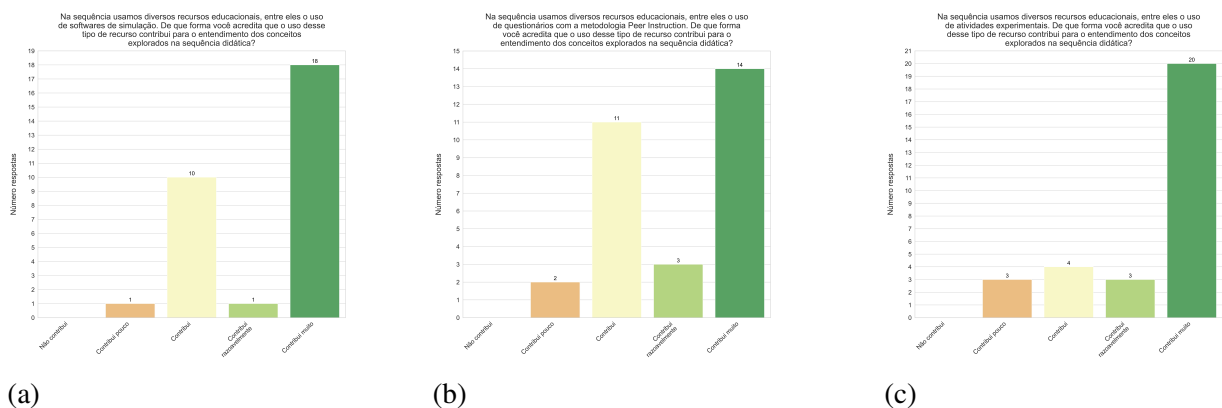 Na sequência usamos diversos recursos educacionais, entre eles o uso
de softwares de simulação. De que forma você acredita que o uso desse
tipo de recurso contribui para o entendimento dos conceitos
explorados na sequência didática?
19
18
17
16
15
14
13
12
11
10
9
8
7
6
5
4
3
2
1
0
Número respostas
1
10
1
18
Não contribui
Contribui pouco
Contribui
Contribui
razoavelmente
Contribui muito
(a)
Na sequência usamos diversos recursos educacionais, entre eles o uso
de questionários com a metodologia Peer Instruction. De que forma
você acredita que o uso desse tipo de recurso contribui para o
entendimento dos conceitos explorados na sequência didática?
15
14
13
12
11
10
9
8
7
6
5
4
3
2
1
0
Número respostas
2
11
3
14
Não contribui
Contribui pouco
Contribui
Contribui
razoavelmente
Contribui muito
(b)
Na sequência usamos diversos recursos educacionais, entre eles o uso
de atividades experimentais. De que forma você acredita que o uso
desse tipo de recurso contribui para o entendimento dos conceitos
explorados na sequência didática?
21
20
19
18
17
16
15
14
13
12
11
10
9
8
7
6
5
4
3
2
1
0
Número respostas
3
4
3
20
Não contribui
Contribui pouco
Contribui
Contribui
razoavelmente
Contribui muito
(c)